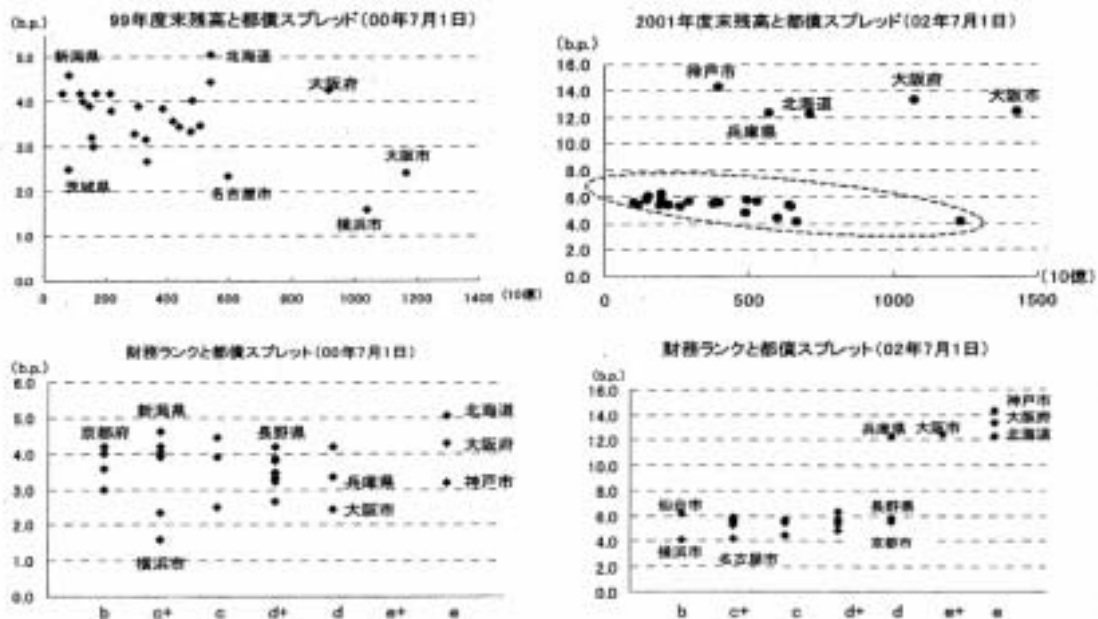 99年度末残高と都債スプレッド(00年7月1日)
(b.p.)
5.0
4.0
3.0
2.0
1.0
0.0
新潟県
北海道
大阪府
大阪市
茨城県
名古屋市
横浜市
0 200 400 600 800 1000 1200 1400 (10億)
2001年度末残高と都債スプレッド(02年7月1日)
(b.p.)
16.0
14.0
12.0
10.0
8.0
6.0
4.0
2.0
0.0
神戸市
大阪府
北海道
大阪市
兵庫県
0 500 1000 1500 (10億)
財務ランクと都債スプレット(00年7月1日)
(b.p.)
6.0
5.0
4.0
3.0
2.0
1.0
0.0
新潟県
北海道
京都府
長野県
大阪府
兵庫県
神戸市
大阪市
横浜市
b c+ c d+ d e+ e
財務ランクと都債スプレッド(02年7月1日)
(b.p.)
16.0
14.0
12.0
10.0
8.0
6.0
4.0
2.0
0.0
神戸市
大阪府
北海道
兵庫県
大阪市
仙台市
長野県
横浜市
名古屋市
京都市
b c+ c d+ d e+ e